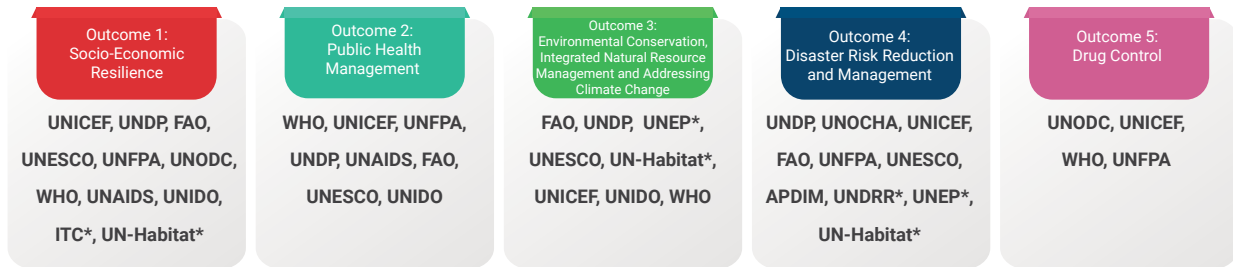 Outcome 1:
Socio-Economic
Resilience
UNICEF, UNDP, FAO,
UNESCO, UNFPA, UNODC,
WHO, UNAIDS, UNIDO,
ITC*, UN-Habitat*
Outcome 2:
Public Health
Management
WHO, UNICEF, UNFPA,
UNDP, UNAIDS, FAO,
UNESCO, UNIDO
Outcome 3:
Environmental Conservation,
Integrated Natural Resource
Management and Addressing
Climate Change
FAO, UNDP, UNEP*,
UNESCO, UN-Habitat*,
UNICEF, UNIDO, WHO
Outcome 4:
Disaster Risk Reduction
and Management
UNDP, UNOCHA, UNICEF,
FAO, UNFPA, UNESCO,
APDIM, UNDRR*, UNEP*,
UN-Habitat*
Outcome 5:
Drug Control
UNODC, UNICEF,
WHO, UNFPA